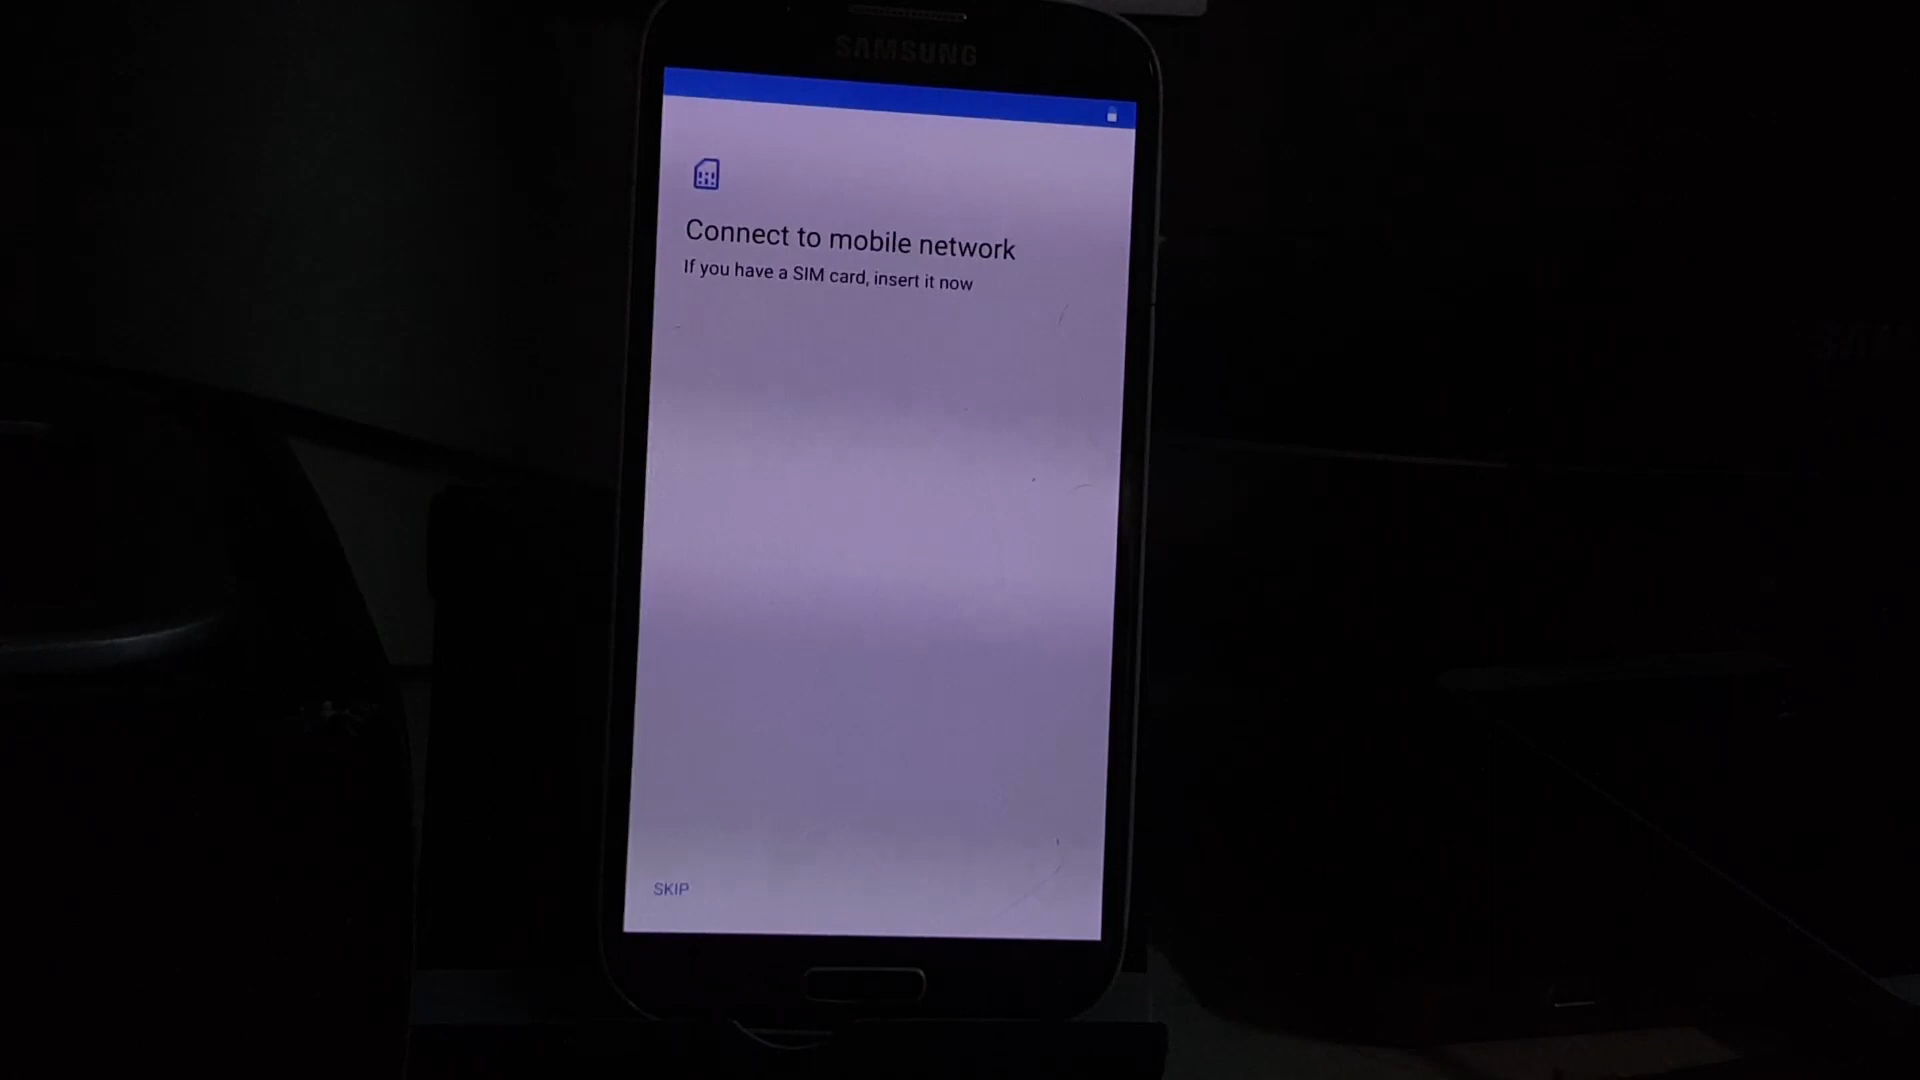 SAMSUNG
Connect to mobile network
If you have a SIM card, insert it now
SKIP